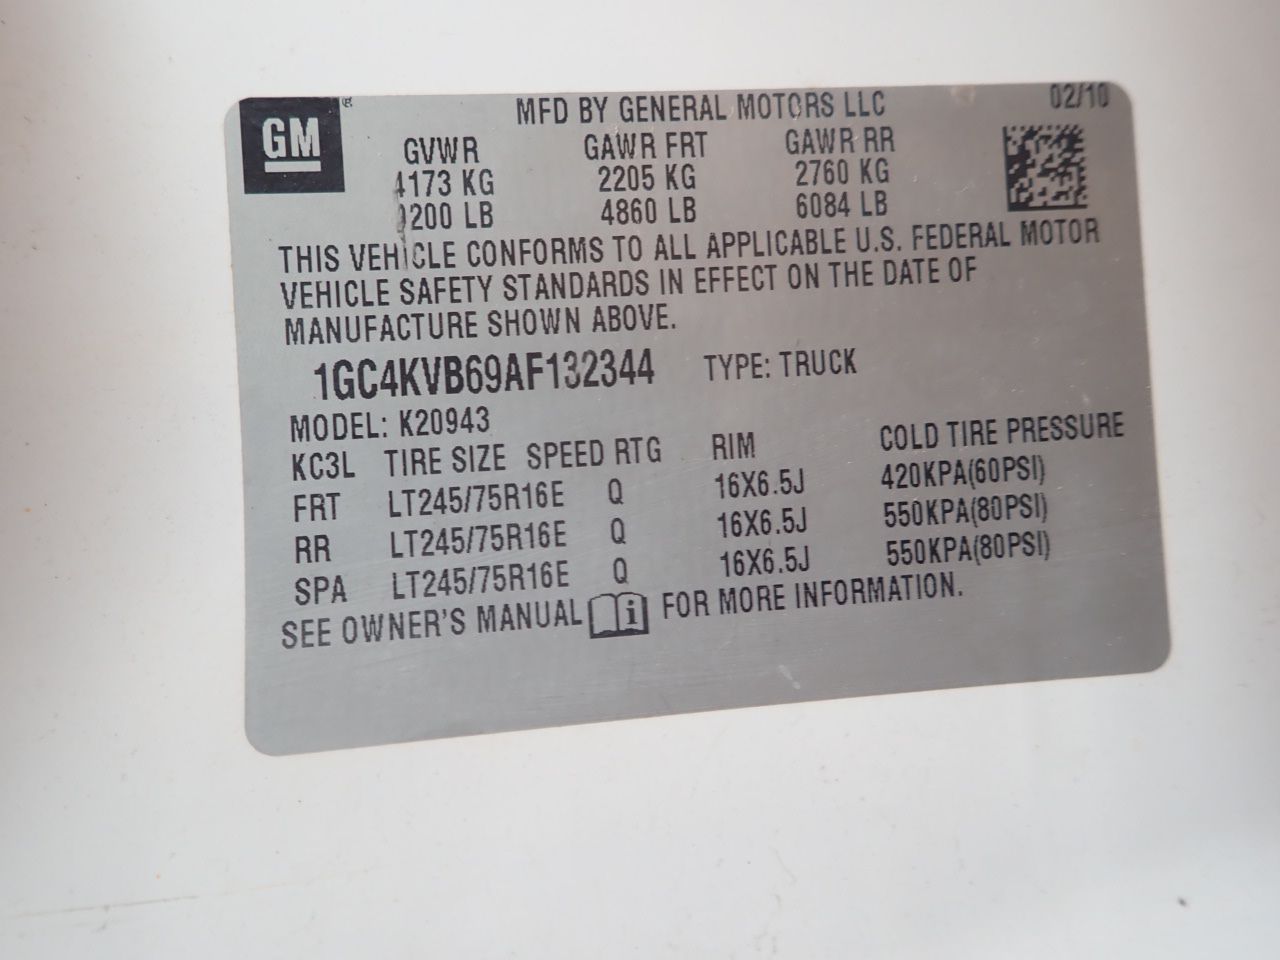 GM ®
MFD BY GENERAL MOTORS LLC 02/10
GVWR GAWR FRT GAWR RR
4173 KG 2205 KG 2760 KG
9200 LB 4860 LB 6084 LB
THIS VEHICLE CONFORMS TO ALL APPLICABLE U.S. FEDERAL MOTOR
VEHICLE SAFETY STANDARDS IN EFFECT ON THE DATE OF
MANUFACTURE SHOWN ABOVE.
1GC4KVB69AF132344 TYPE: TRUCK
MODEL: K20943
KC3L TIRE SIZE SPEED RTG RIM COLD TIRE PRESSURE
FRT LT245/75R16E Q 16X6.5J 420KPA(60PSI)
RR LT245/75R16E Q 16X6.5J 550KPA(80PSI)
SPA LT245/75R16E Q 16X6.5J 550KPA(80PSI)
SEE OWNER'S MANUAL i FOR MORE INFORMATION.